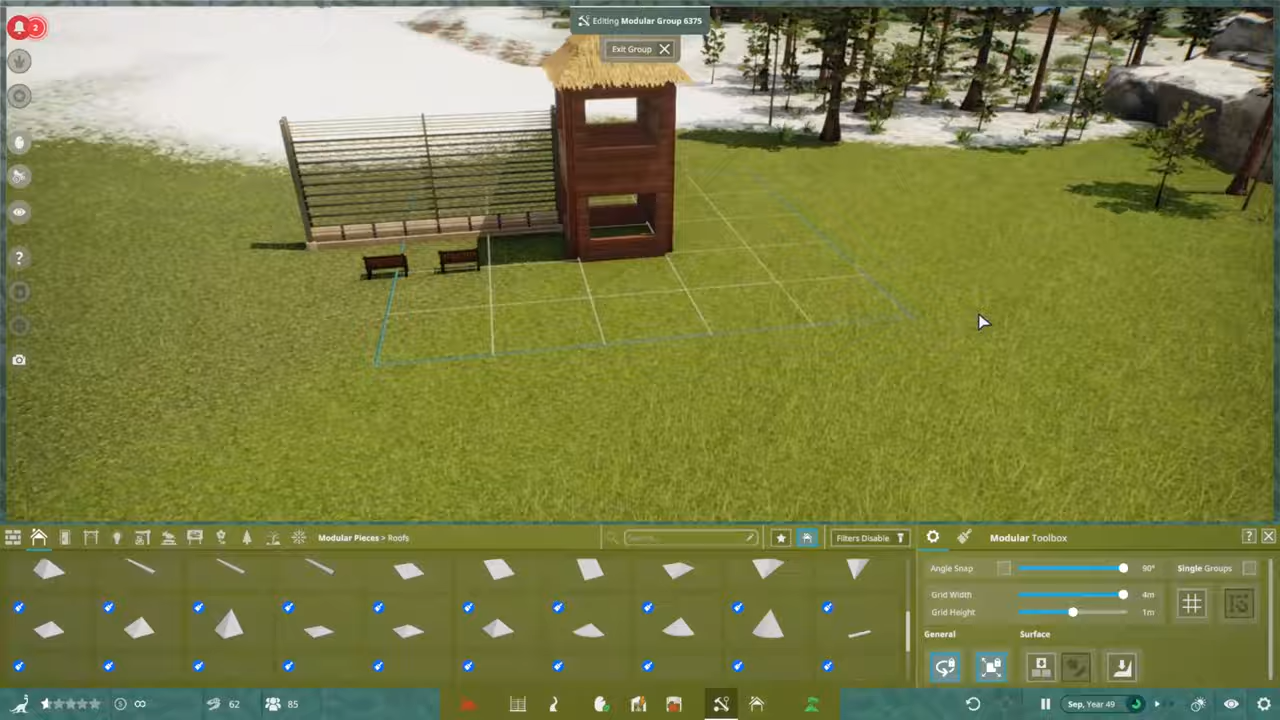 2
Editing Modular Group 6375
Exit Group
?
Modular Pieces > Roofs
Filters Disable
Modular Toolbox
?
Angle Snap
90°
Single Groups
Grid Width
4m
Grid Height
1m
General
Surface
62
85
Sep, Year 49